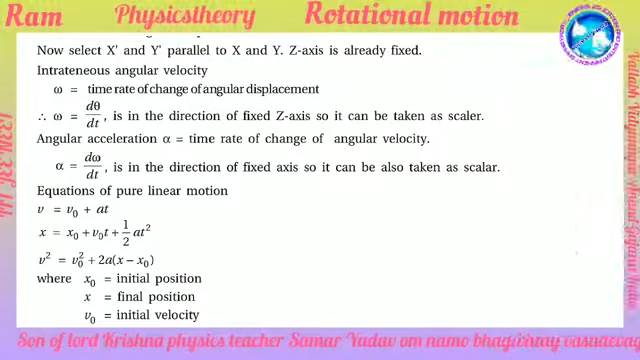 Ram Physicstheory Rotational motion
Now select X' and Y' parallel to X and Y. Z-axis is already fixed.
Intrateneous angular velocity
ω = time rate of change of angular displacement
∴ ω = dθ/dt, is in the direction of fixed Z-axis so it can be taken as scaler.
Angular acceleration α = time rate of change of angular velocity.
α = dω/dt, is in the direction of fixed axis so it can be also taken as scalar.
Equations of pure linear motion
v = v₀ + at
x = x₀ + v₀t + 1/2 at²
v² = v₀² + 2a(x − x₀)
where x₀ = initial position
x = final position
v₀ = initial velocity
Son of lord Krishna physics teacher Samar Yadav om namo